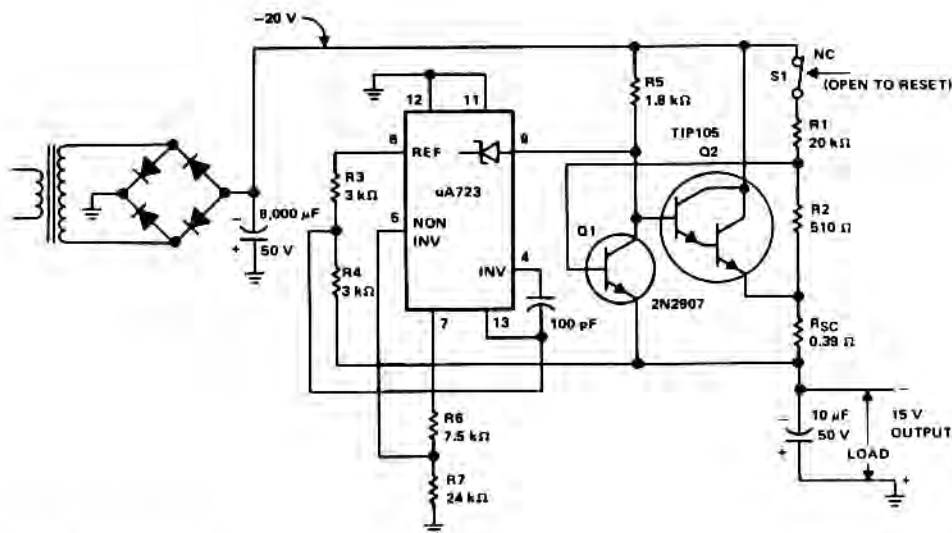 −20 V
NC
S1
(OPEN TO RESET)
R5
1.8 kΩ
12
11
TIP105
Q2
R1
20 kΩ
6
REF
9
R3
3 kΩ
uA723
8,000 µF
−
+
50 V
5
NON
INV
Q1
R2
510 Ω
R4
3 kΩ
INV
4
2N2907
100 pF
7
13
RSC
0.39 Ω
R6
7.5 kΩ
−
−
10 µF
50 V
+
15 V
OUTPUT
LOAD
+
R7
24 kΩ